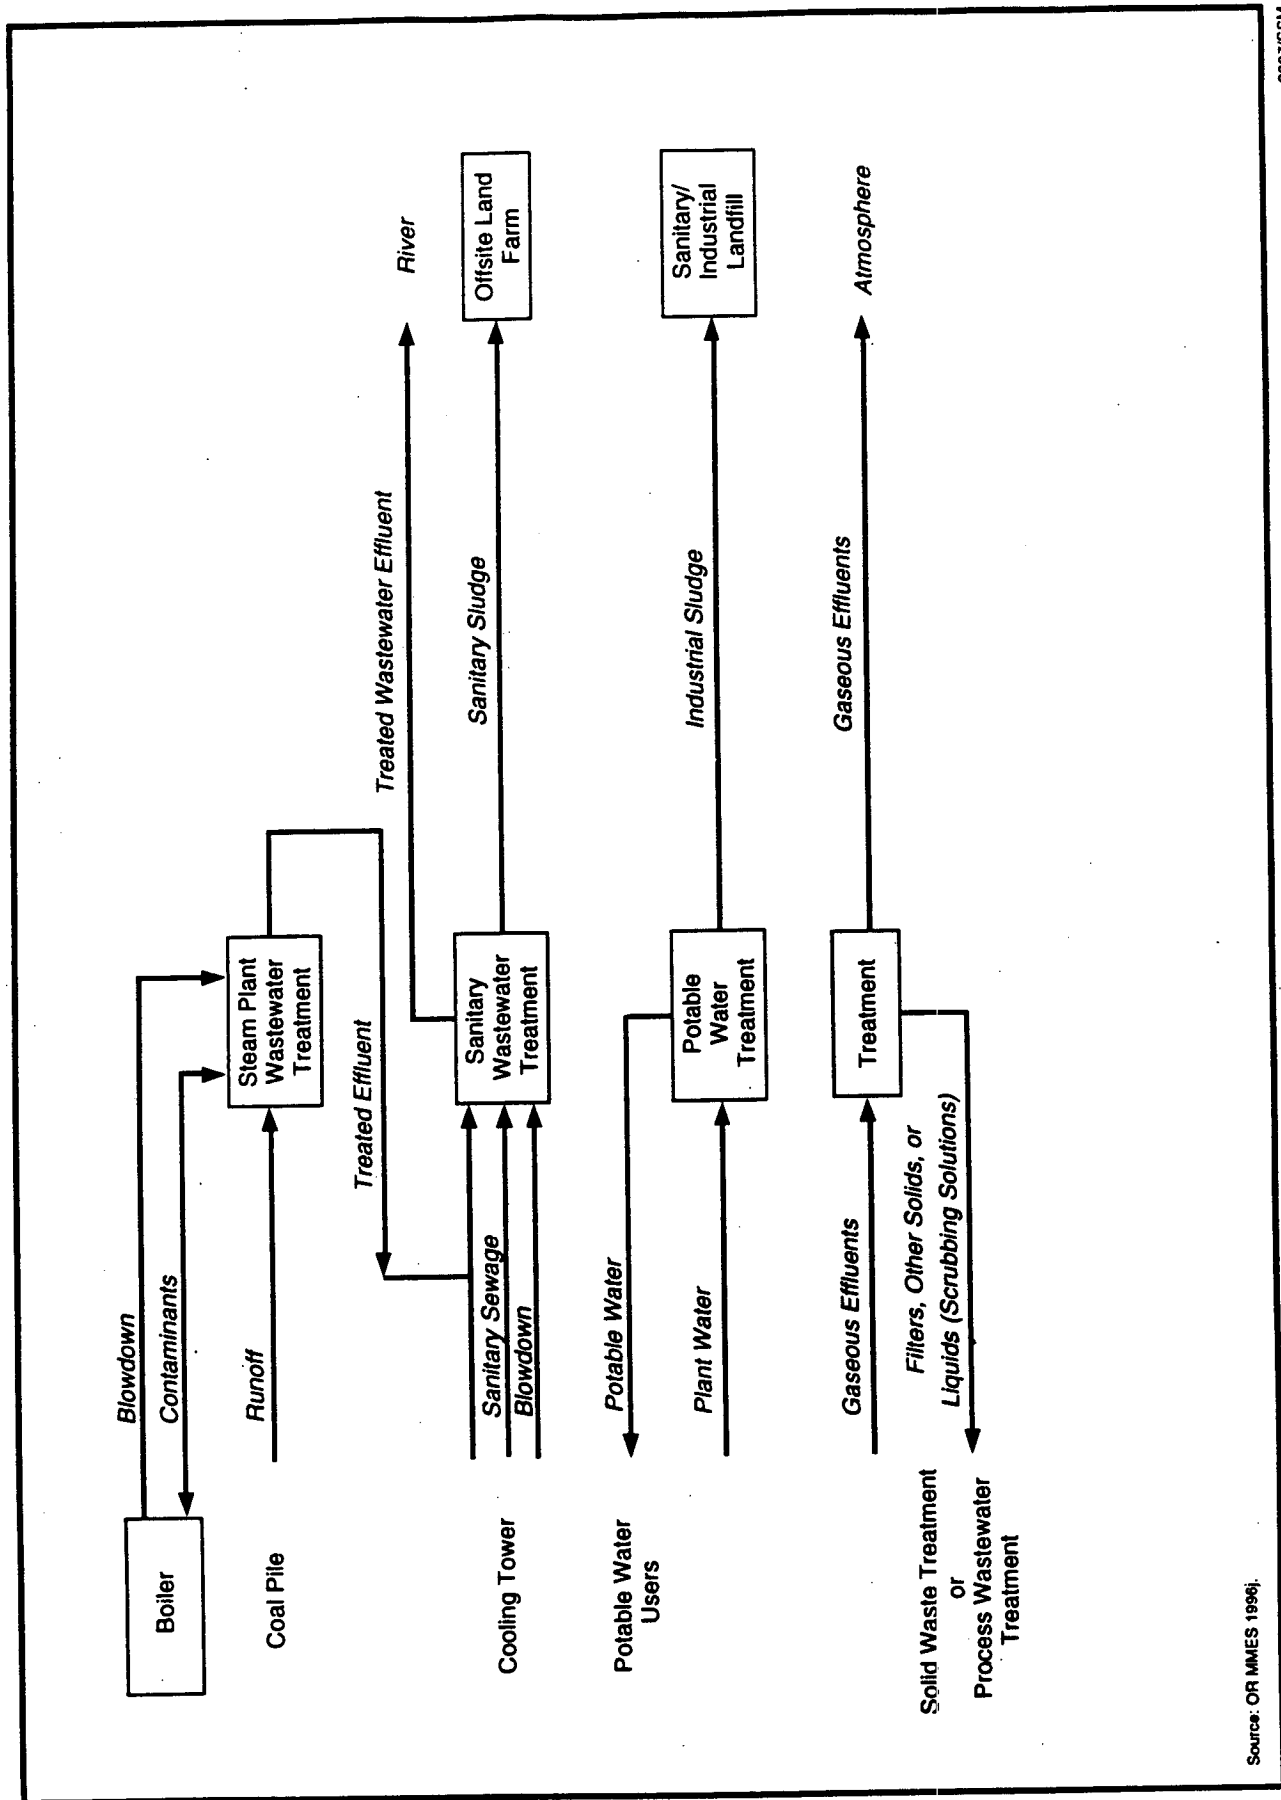 Boiler
Blowdown
Contaminants
Coal Pile
Runoff
Steam Plant
Wastewater
Treatment
Treated Effluent
Treated Wastewater Effluent
River
Cooling Tower
Sanitary Sewage
Blowdown
Sanitary
Wastewater
Treatment
Sanitary Sludge
Offsite Land
Farm
Potable Water
Users
Potable Water
Plant Water
Potable
Water
Treatment
Industrial Sludge
Sanitary/
Industrial
Landfill
Gaseous Effluents
Treatment
Gaseous Effluents
Atmosphere
Solid Waste Treatment
or
Process Wastewater
Treatment
Filters, Other Solids, or
Liquids (Scrubbing Solutions)
Source: OR MMES 1996j.